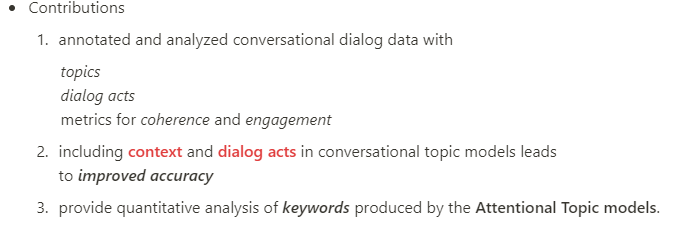 Contributions
1. annotated and analyzed conversational dialog data with
topics
dialog acts
metrics for coherence and engagement
2. including context and dialog acts in conversational topic models leads
to improved accuracy
3. provide quantitative analysis of keywords produced by the Attentional Topic models.